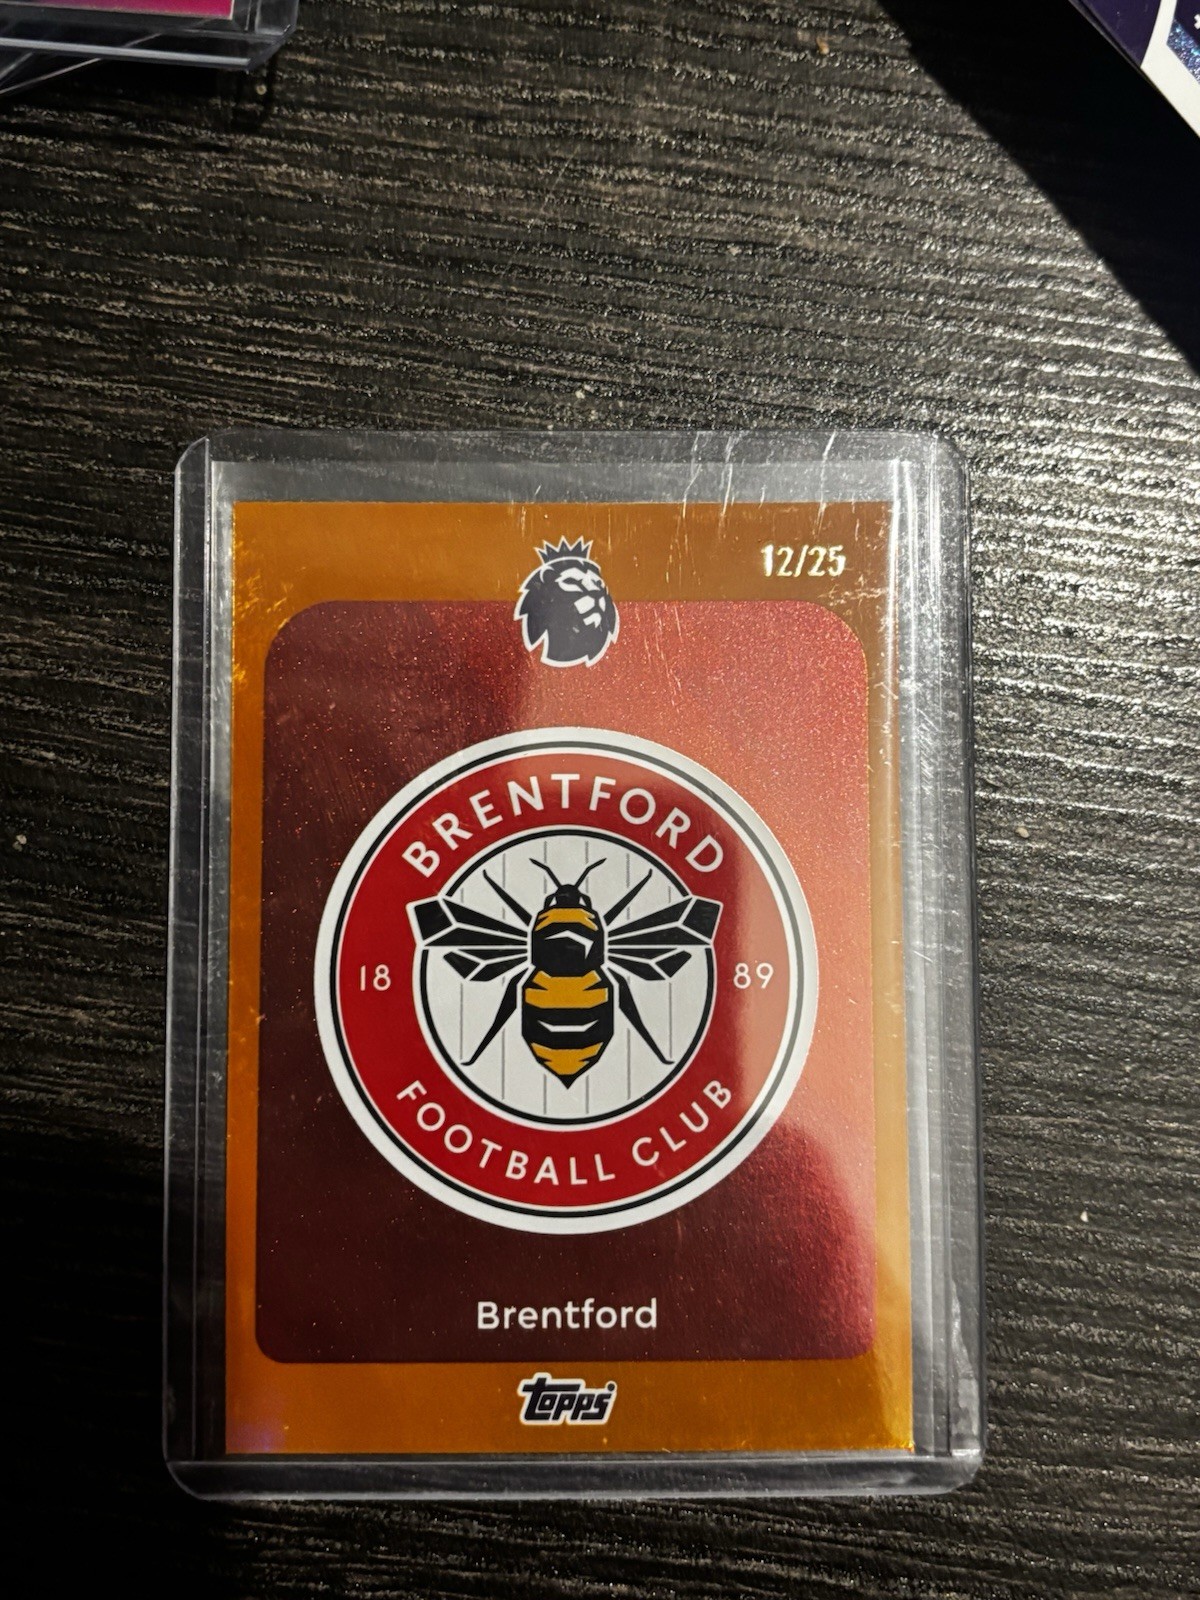 12/25
BRENTFORD
18 89
FOOTBALL CLUB
Brentford
topps